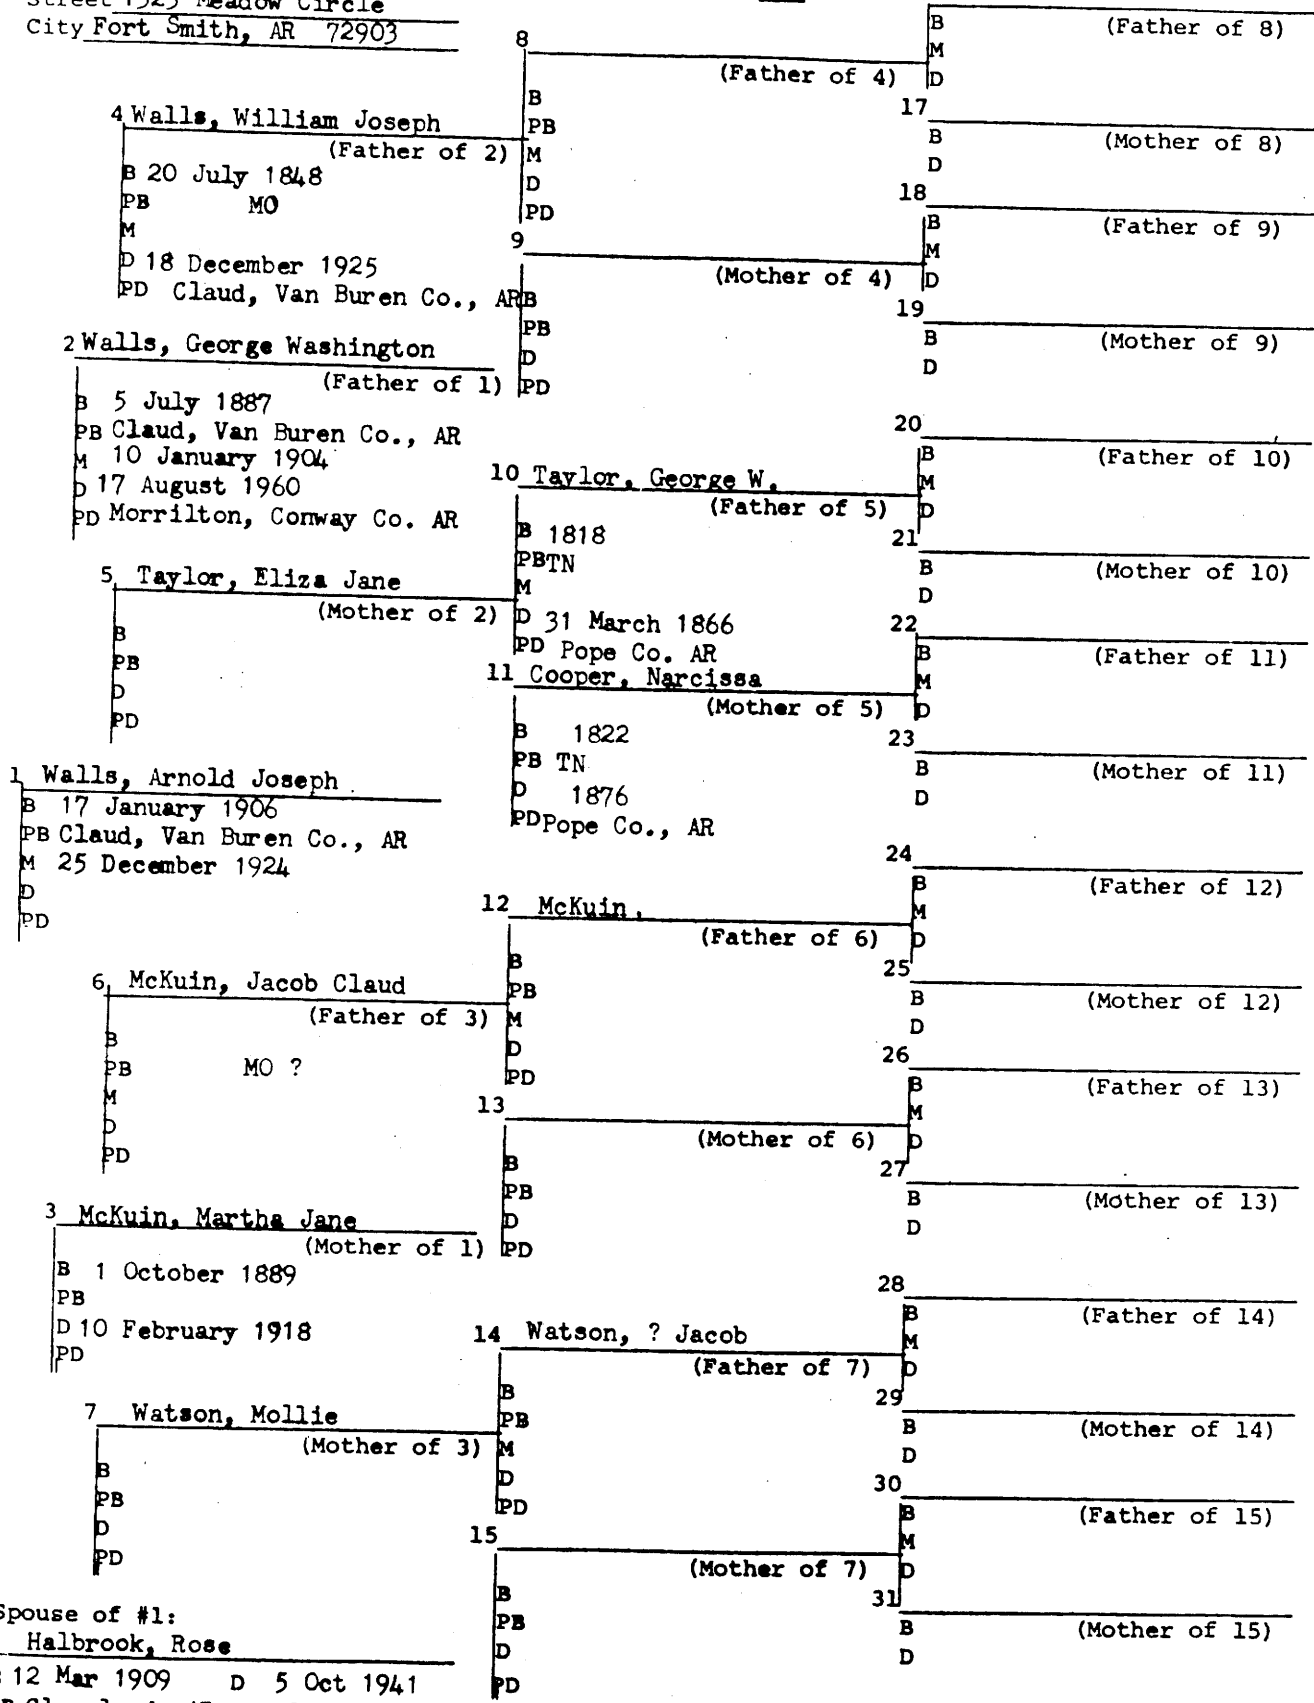 Street 1525 Meadow Circle
City Fort Smith, AR 72903
8
(Father of 4)
B
PB
M
D
PD
B
M
D
(Father of 8)
17
B
D
(Mother of 8)
4 Walls, William Joseph
(Father of 2)
B 20 July 1848
PB MO
M
D 18 December 1925
PD Claud, Van Buren Co., AR
18
B
M
D
(Father of 9)
9
(Mother of 4)
B
PB
D
PD
19
B
D
(Mother of 9)
2 Walls, George Washington
(Father of 1)
B 5 July 1887
PB Claud, Van Buren Co., AR
M 10 January 1904
D 17 August 1960
PD Morrilton, Conway Co. AR
20
B
M
D
(Father of 10)
10 Taylor, George W.
(Father of 5)
B 1818
PB TN
M
D 31 March 1866
PD Pope Co. AR
21
B
D
(Mother of 10)
5 Taylor, Eliza Jane
(Mother of 2)
B
PB
D
PD
22
B
M
D
(Father of 11)
11 Cooper, Narcissa
(Mother of 5)
B 1822
PB TN
D 1876
PD Pope Co., AR
23
B
D
(Mother of 11)
1 Walls, Arnold Joseph
B 17 January 1906
PB Claud, Van Buren Co., AR
M 25 December 1924
D
PD
24
B
M
D
(Father of 12)
12 McKuin,
(Father of 6)
B
PB
M
D
PD
25
B
D
(Mother of 12)
6 McKuin, Jacob Claud
(Father of 3)
B
PB MO ?
M
D
PD
26
B
M
D
(Father of 13)
13
(Mother of 6)
B
PB
D
PD
27
B
D
(Mother of 13)
3 McKuin, Martha Jane
(Mother of 1)
B 1 October 1889
PB
D 10 February 1918
PD
28
B
M
D
(Father of 14)
14 Watson, ? Jacob
(Father of 7)
B
PB
M
D
PD
29
B
D
(Mother of 14)
7 Watson, Mollie
(Mother of 3)
B
PB
D
PD
30
B
M
D
(Father of 15)
15
(Mother of 7)
B
PB
D
PD
31
B
D
(Mother of 15)
Spouse of #1:
Halbrook, Rose
12 Mar 1909 D 5 Oct 1941